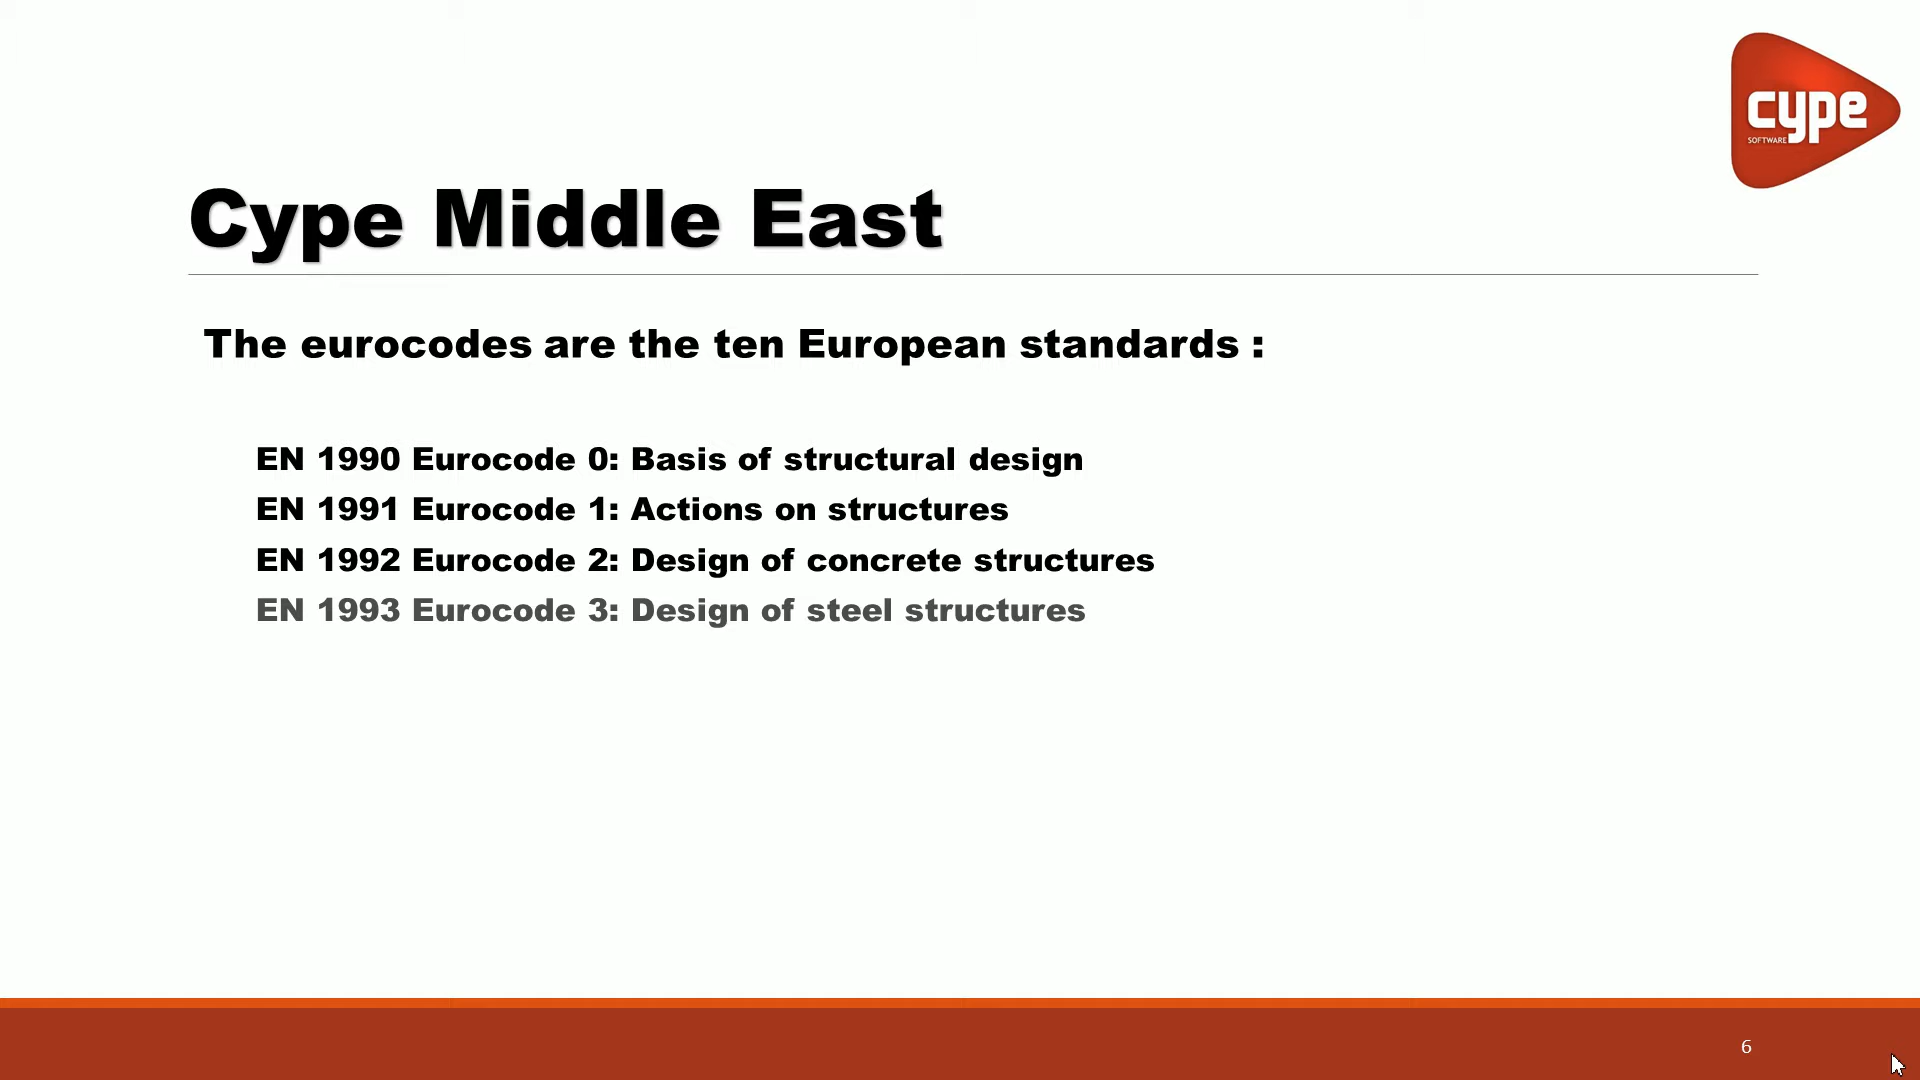 cype
SOFTWARE
Cype Middle East
The eurocodes are the ten European standards :
EN 1990 Eurocode 0: Basis of structural design
EN 1991 Eurocode 1: Actions on structures
EN 1992 Eurocode 2: Design of concrete structures
EN 1993 Eurocode 3: Design of steel structures
6